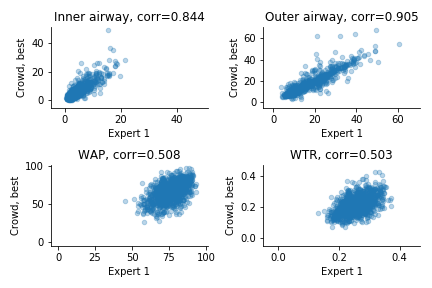 Inner airway, corr=0.844
Crowd, best
40
20
0
0
20
40
Expert 1
Outer airway, corr=0.905
Crowd, best
60
40
20
0
0
20
40
60
Expert 1
WAP, corr=0.508
Crowd, best
100
50
0
0
25
50
75
100
Expert 1
WTR, corr=0.503
Crowd, best
0.4
0.2
0.0
0.0
0.2
0.4
Expert 1